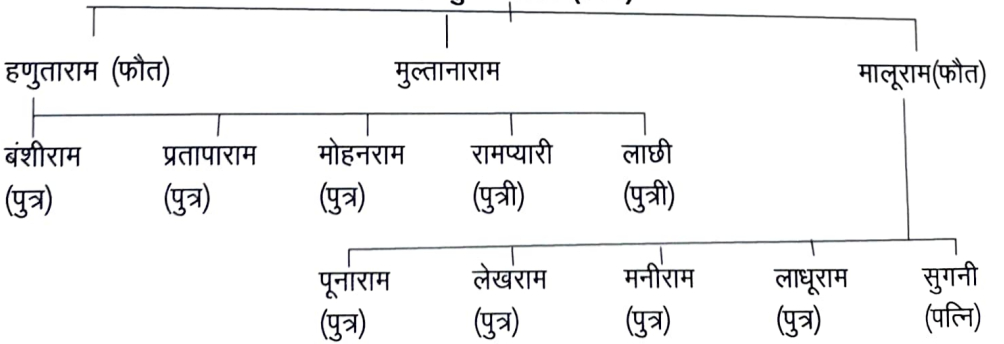 हणुताराम (फौत) मुल्तानाराम मालूराम(फौत)
बंशीराम प्रतापाराम मोहनराम रामप्यारी लाछी
(पुत्र) (पुत्र) (पुत्र) (पुत्री) (पुत्री)
पूनाराम लेखराम मनीराम लाधूराम सुगनी
(पुत्र) (पुत्र) (पुत्र) (पुत्र) (पत्नि)